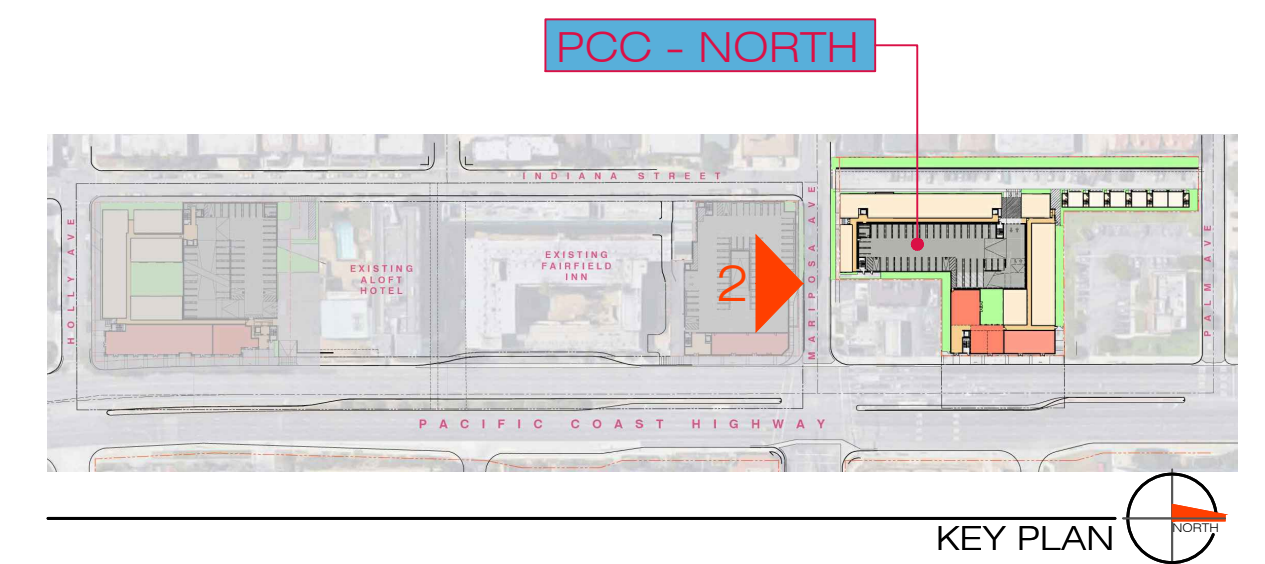 PCC - NORTH
INDIANA STREET
HOLLY AVE
EXISTING
ALOFT
HOTEL
EXISTING
FAIRFIELD
INN
2
MARIPOSA AVE
PALM AVE
PACIFIC COAST HIGHWAY
KEY PLAN
NORTH